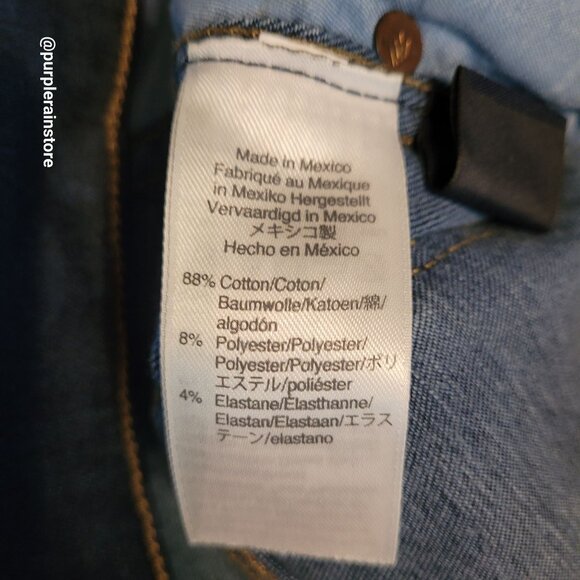 @purplerainstore
Made in Mexico
Fabriqué au Mexique
in Mexiko Hergestellt
Vervaardigd in Mexico
メキシコ製
Hecho en México
88% Cotton/Coton/
Baumwolle/Katoen/綿/
algodón
8% Polyester/Polyester/
Polyester/Polyester/ポリ
エステル/poliéster
4% Elastane/Elasthanne/
Elastan/Elastaan/エラス
テーン/elastano